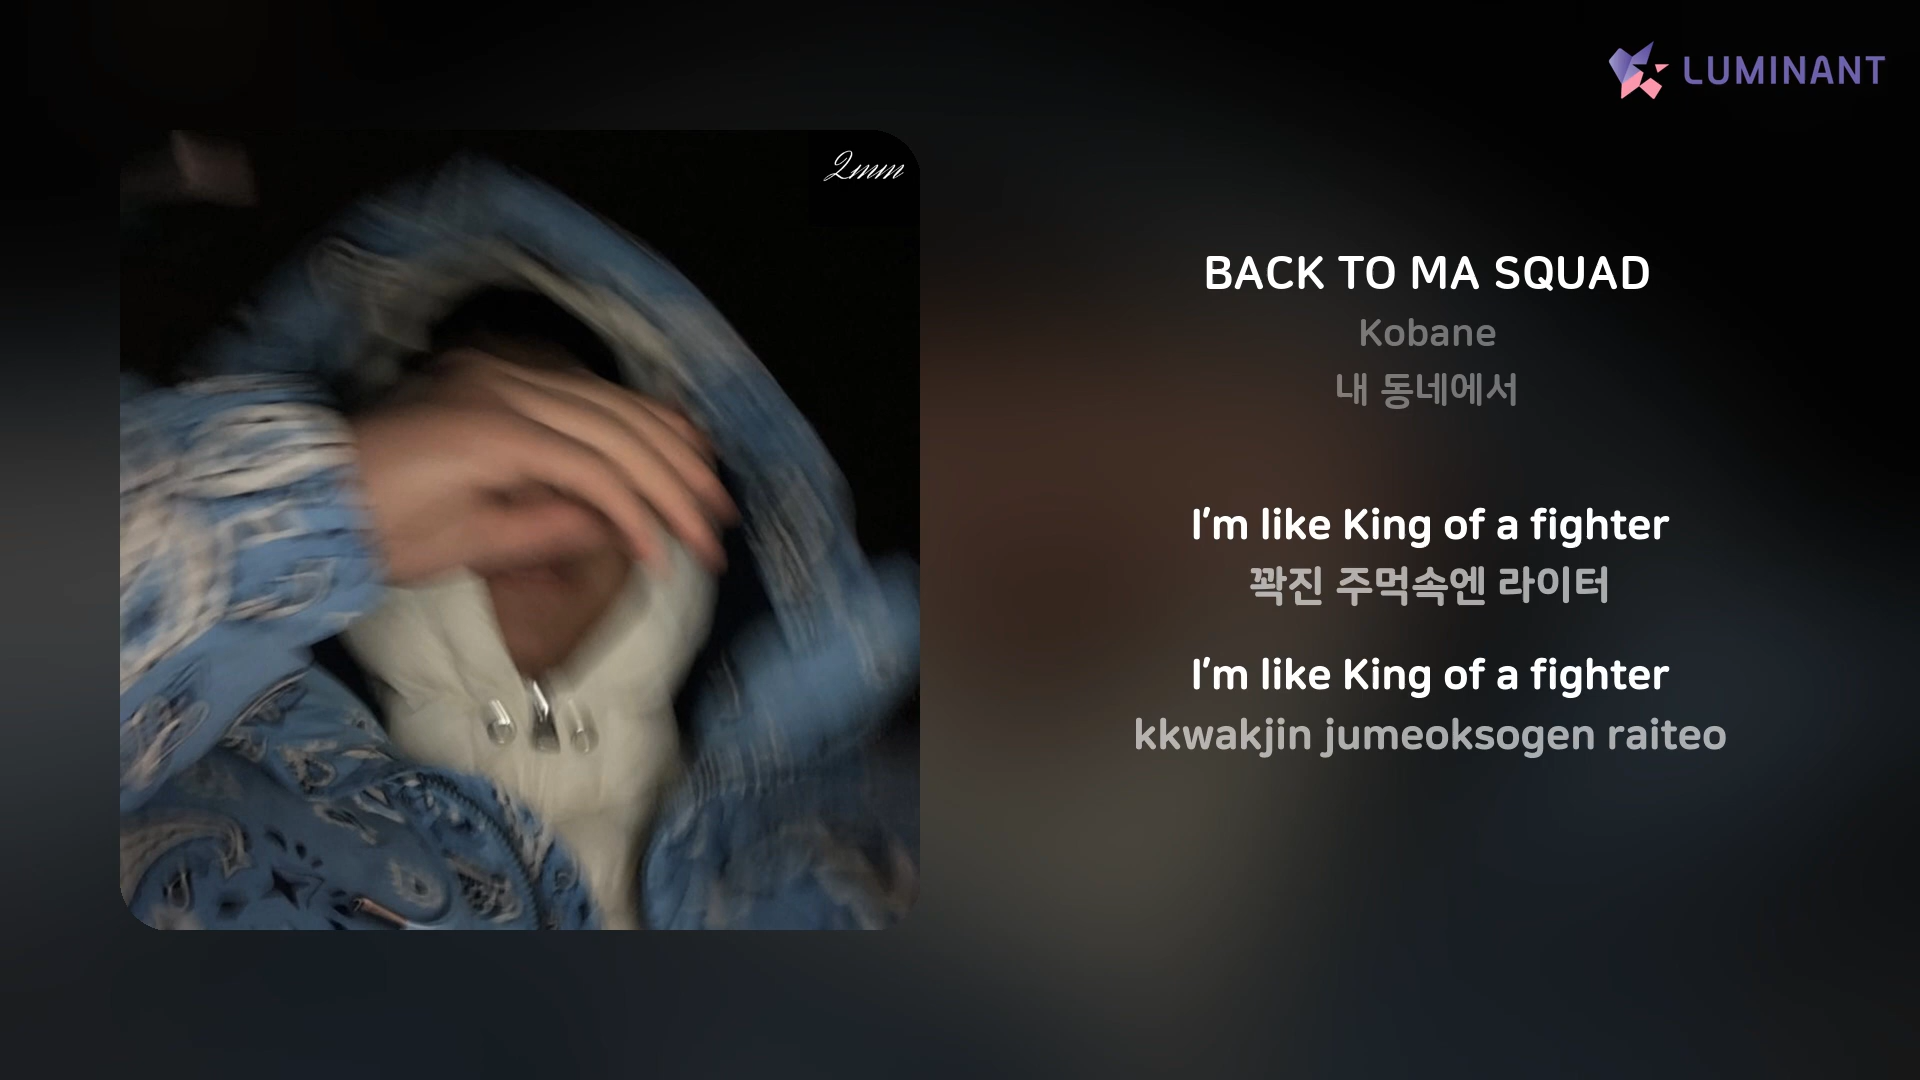 LUMINANT
2mm
BACK TO MA SQUAD
Kobane
내 동네에서
I'm like King of a fighter
꽉진 주먹속엔 라이터
I'm like King of a fighter
kkwakjin jumeoksogen raiteo